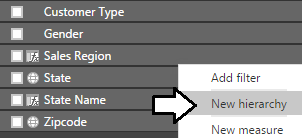 Customer Type
Gender
Sales Region
State
Add filter
State Name
New hierarchy
Zipcode
New measure